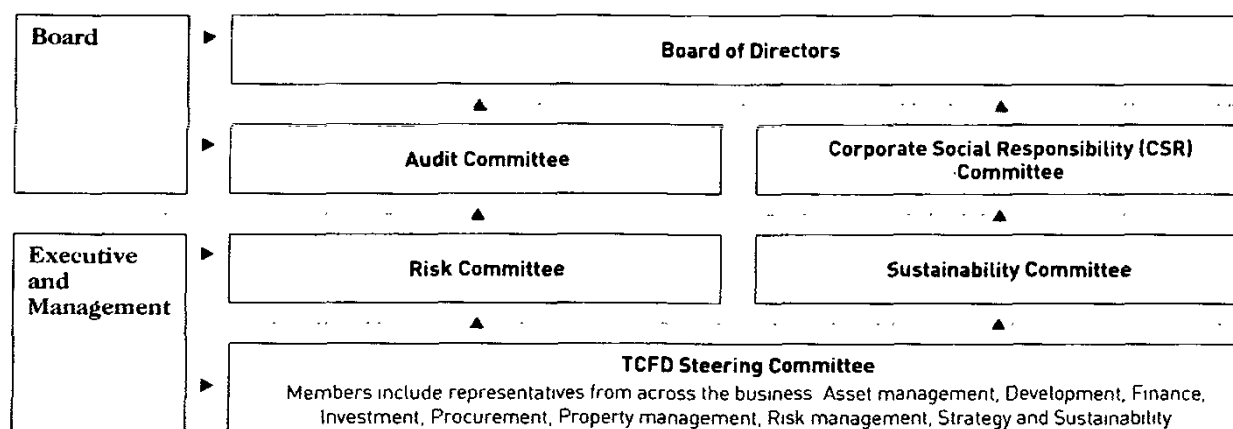 Board
Board of Directors
Audit Committee
Corporate Social Responsibility (CSR)
Committee
Executive
and
Management
Risk Committee
Sustainability Committee
TCFD Steering Committee
Members include representatives from across the business Asset management, Development, Finance,
Investment, Procurement, Property management, Risk management, Strategy and Sustainability